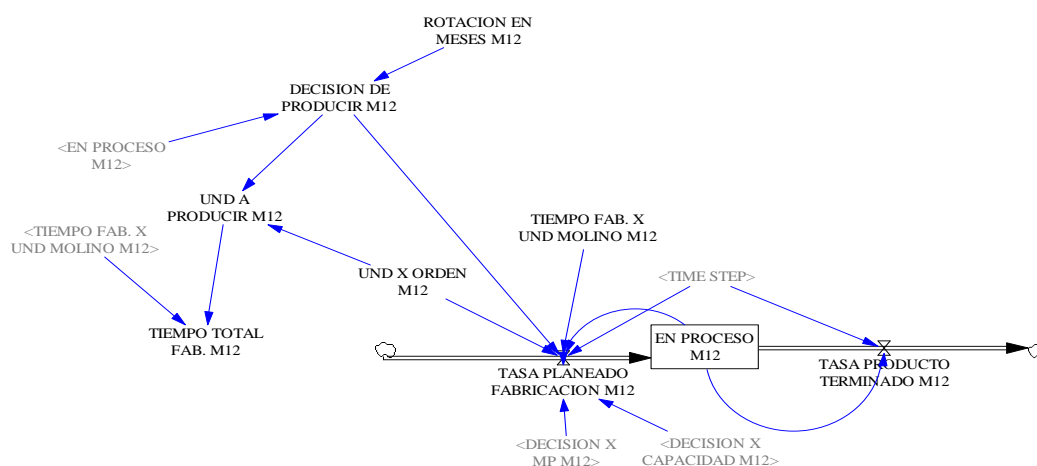 ROTACION EN
MESES M12
DECISION DE
PRODUCIR M12
<EN PROCESO
M12>
UND A
PRODUCIR M12
<TIEMPO FAB. X
UND MOLINO M12>
TIEMPO FAB. X
UND MOLINO M12
UND X ORDEN
M12
<TIME STEP>
TIEMPO TOTAL
FAB. M12
EN PROCESO
M12
TASA PLANEADO
FABRICACION M12
TASA PRODUCTO
TERMINADO M12
<DECISION X
MP M12>
<DECISION X
CAPACIDAD M12>